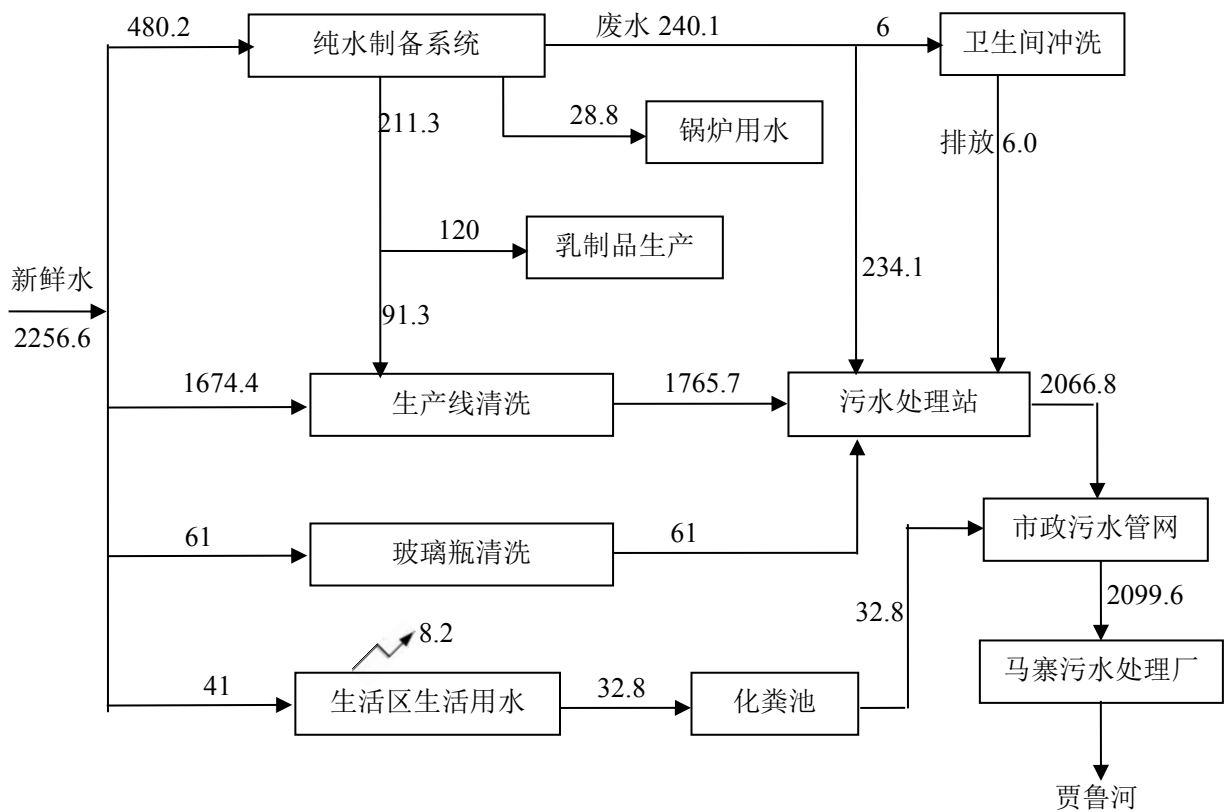 480.2
纯水制备系统
废水 240.1
6
卫生间冲洗
211.3
28.8
锅炉用水
排放 6.0
120
乳制品生产
234.1
新鲜水
2256.6
91.3
1674.4
生产线清洗
1765.7
污水处理站
2066.8
61
玻璃瓶清洗
61
市政污水管网
32.8
2099.6
8.2
41
生活区生活用水
32.8
化粪池
马寨污水处理厂
贾鲁河